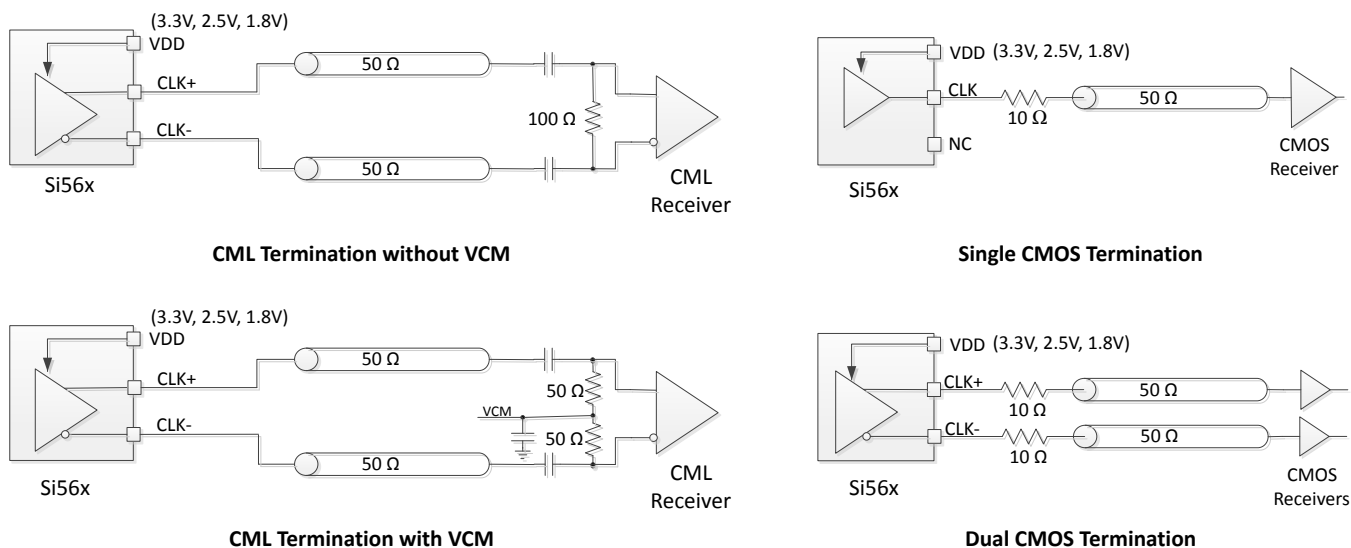 (3.3V, 2.5V, 1.8V)
VDD
CLK+
50 Ω
CLK-
50 Ω
100 Ω
Si56x
CML
Receiver
CML Termination without VCM
VDD (3.3V, 2.5V, 1.8V)
CLK
10 Ω
50 Ω
NC
CMOS
Receiver
Si56x
Single CMOS Termination
(3.3V, 2.5V, 1.8V)
VDD
CLK+
50 Ω
50 Ω
VCM
50 Ω
CLK-
50 Ω
Si56x
CML
Receiver
CML Termination with VCM
VDD (3.3V, 2.5V, 1.8V)
CLK+
10 Ω
50 Ω
CLK-
10 Ω
50 Ω
CMOS
Receivers
Si56x
Dual CMOS Termination